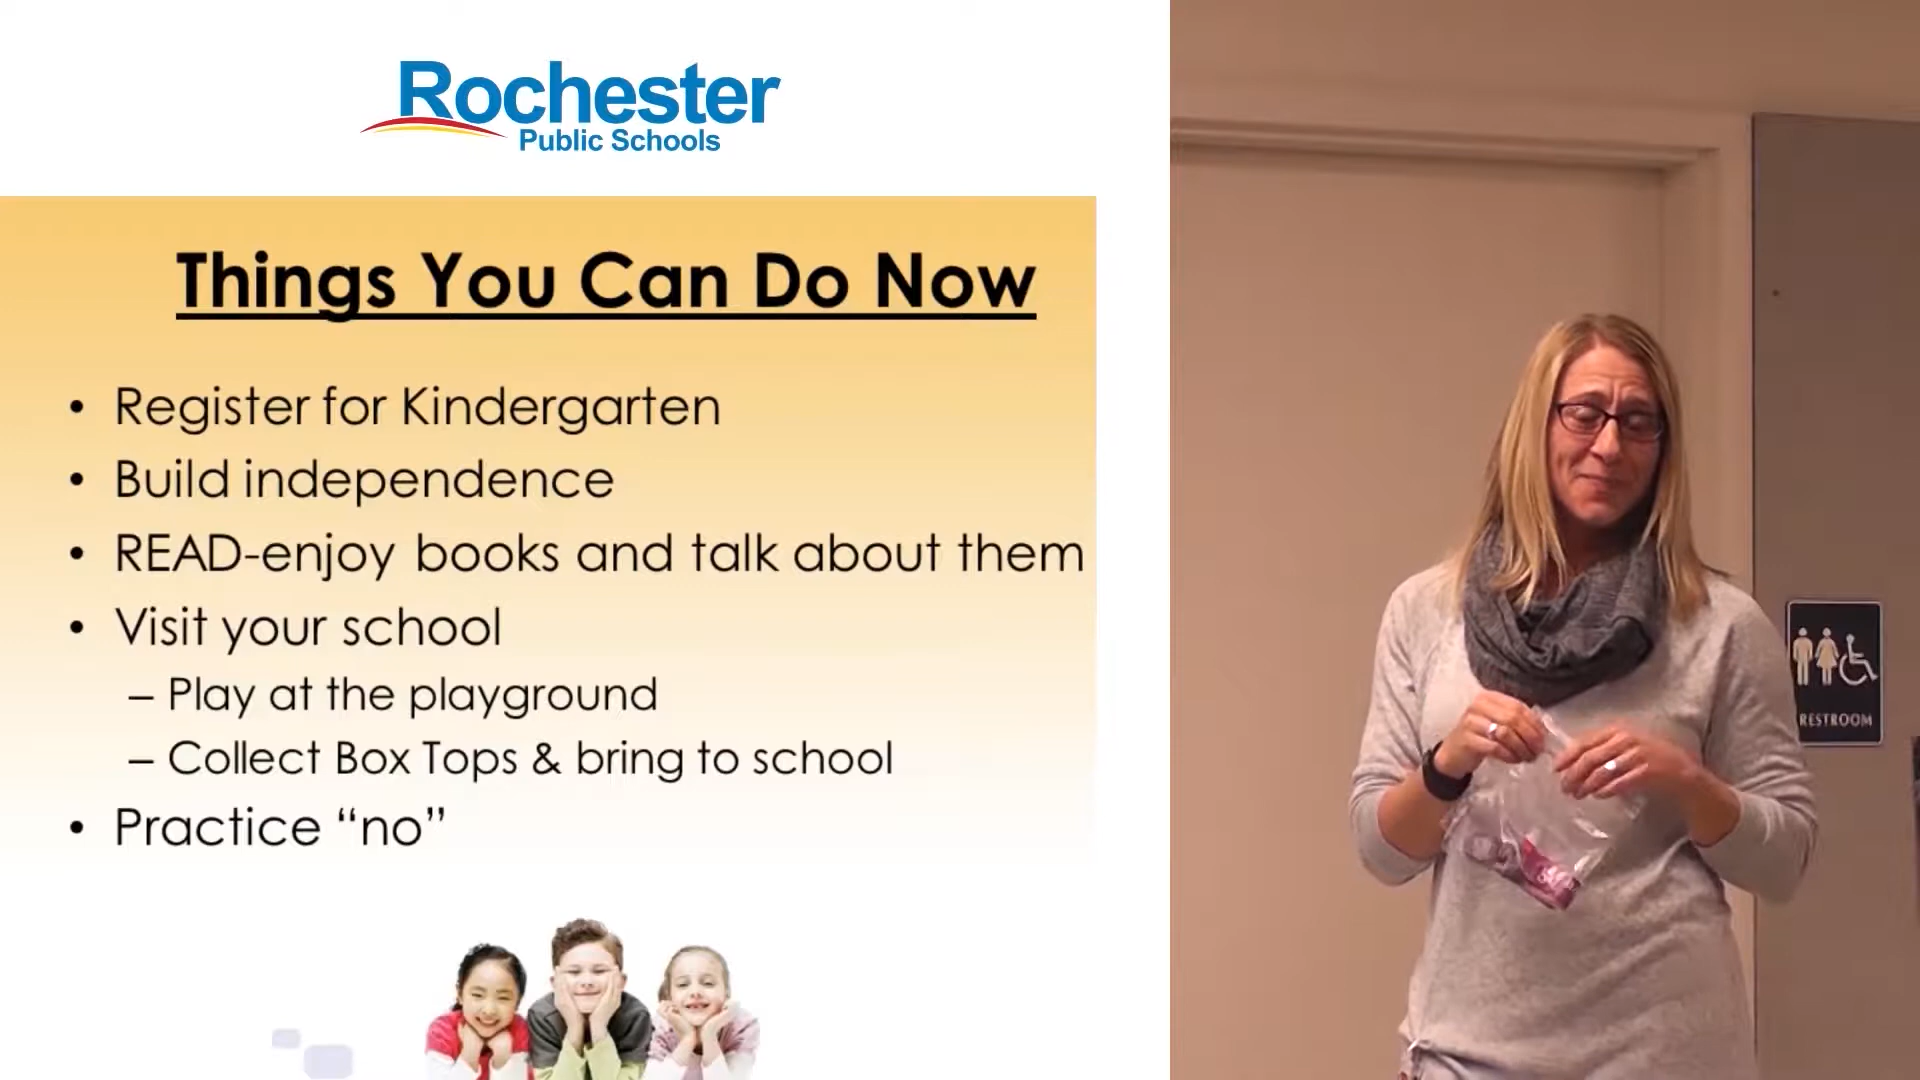 Rochester
Public Schools
Things You Can Do Now
• Register for Kindergarten
• Build independence
• READ-enjoy books and talk about them
• Visit your school
– Play at the playground
– Collect Box Tops & bring to school
• Practice “no”
RESTROOM